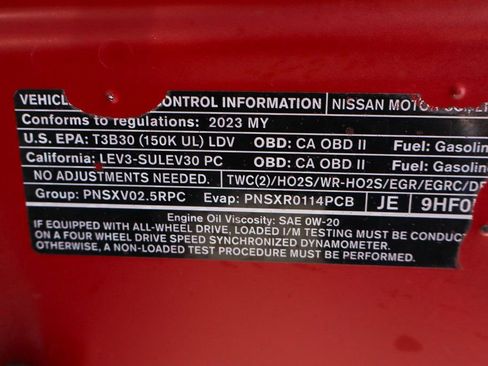 VEHICL CONTROL INFORMATION NISSAN MOTOR
Conforms to regulations: 2023 MY
U.S. EPA: T3B30 (150K UL) LDV OBD: CA OBD II Fuel: Gasolin
California: LEV3-SULEV30 PC OBD: CA OBD II Fuel: Gasolin
NO ADJUSTMENTS NEEDED. TWC(2)/HO2S/WR-HO2S/EGR/EGRC/DF
Group: PNSXV02.5RPC Evap: PNSXR0114PCB JE 9HF0
Engine Oil Viscosity: SAE 0W-20
IF EQUIPPED WITH ALL-WHEEL DRIVE, LOADED I/M TESTING MUST BE CONDUCT
ON A FOUR WHEEL DRIVE SPEED SYNCHRONIZED DYNAMOMETER.
OTHERWISE, A NON-LOADED TEST PROCEDURE MUST BE PERFORMED.